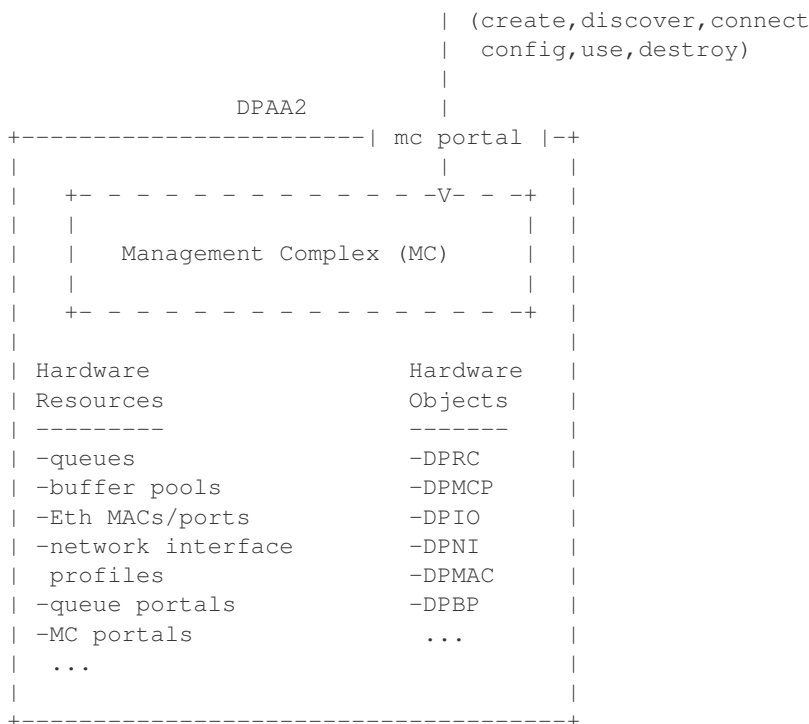 | (create,discover,connect
|  config,use,destroy)
|
DPAA2 |
+------------------------| mc portal |-+
| | |
| +- - - - - - - - - - - - -V- - -+ |
| | | |
| | Management Complex (MC) | |
| | | |
| +- - - - - - - - - - - - - - - -+ |
| |
| Hardware Hardware |
| Resources Objects |
| --------- ------- |
| -queues -DPRC |
| -buffer pools -DPMCP |
| -Eth MACs/ports -DPIO |
| -network interface -DPNI |
| profiles -DPMAC |
| -queue portals -DPBP |
| -MC portals ... |
| ... |
| |
+--------------------------------------+